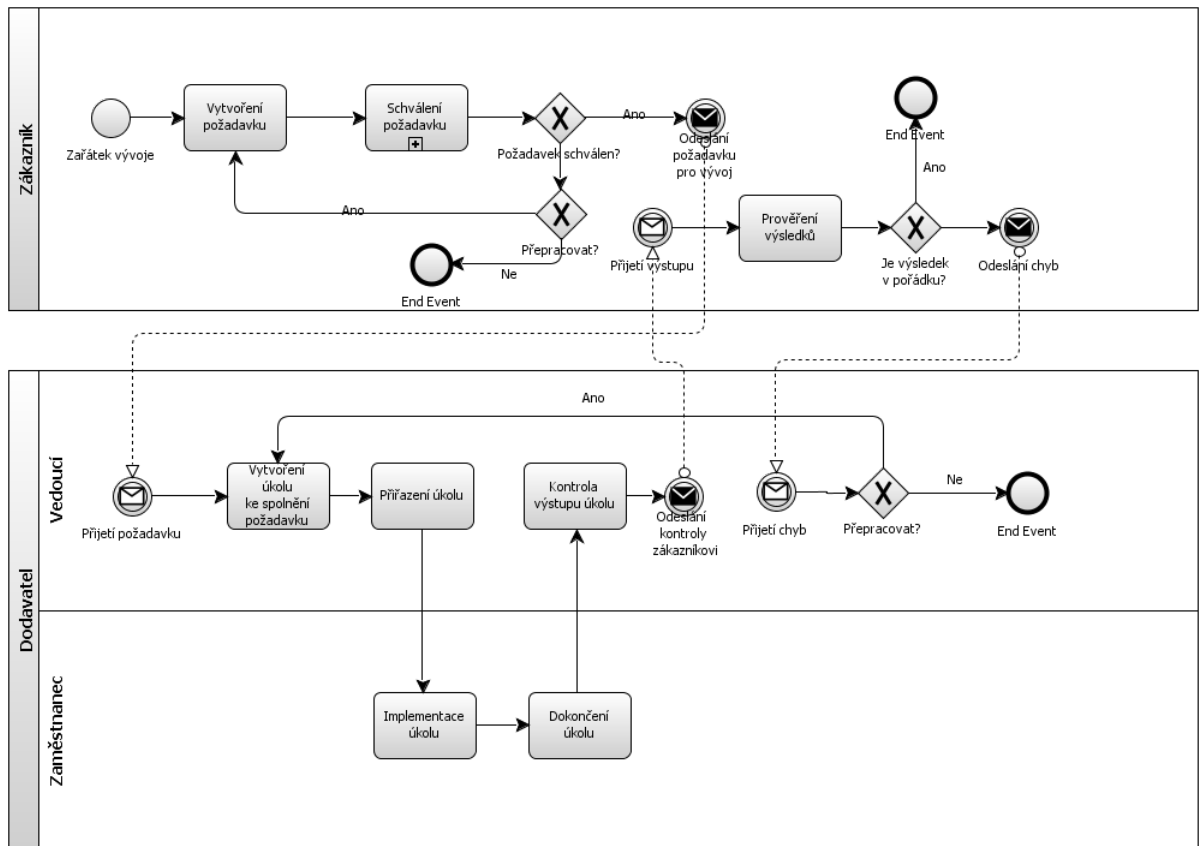 Zákazník
Zařátek vývoje
Vytvoření
požadavku
Schválení
požadavku
Požadavek schválen?
Ano
Odeslání
požadavku
pro vývoj
Ano
Přepracovat?
Ne
End Event
Přijetí výstupu
Prověření
výsledků
Je výsledek
v pořádku?
Ano
End Event
Odeslání chyb
Dodavatel
Vedoucí
Ano
Přijetí požadavku
Vytvoření
úkolu
ke spolnění
požadavku
Přiřazení úkolu
Kontrola
výstupu úkolu
Odeslání
kontroly
zákazníkovi
Přijetí chyb
Přepracovat?
Ne
End Event
Zaměstnanec
Implementace
úkolu
Dokončení
úkolu